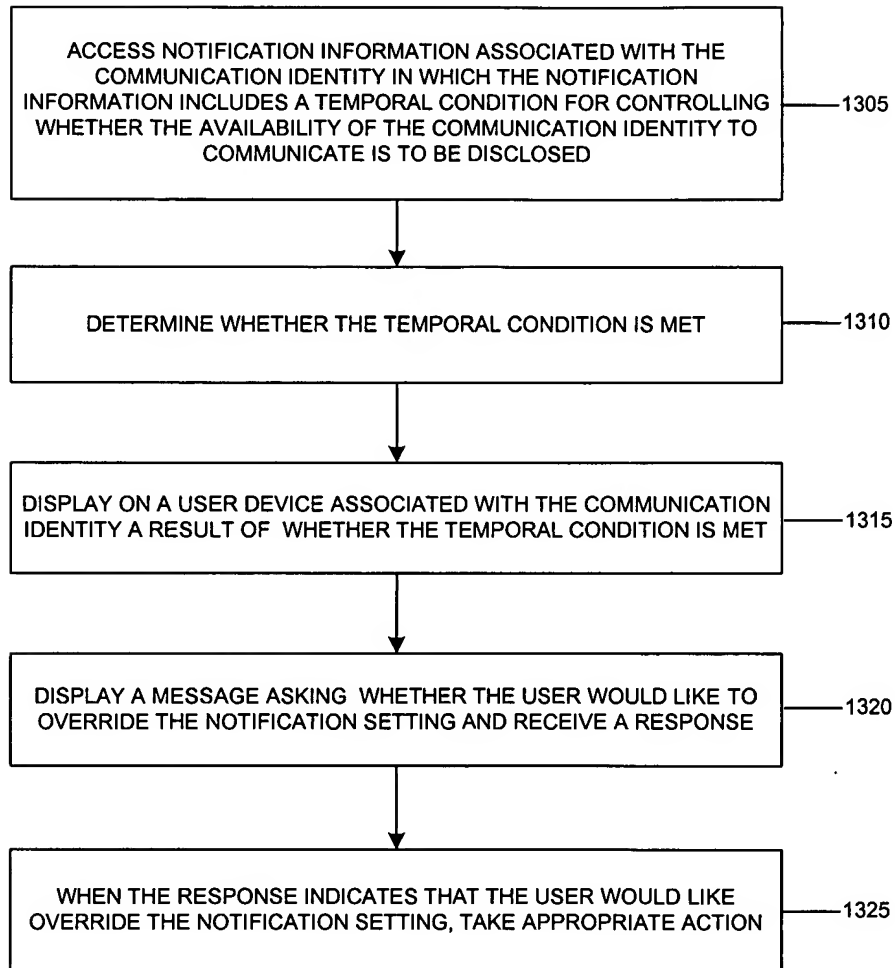 ACCESS NOTIFICATION INFORMATION ASSOCIATED WITH THE
COMMUNICATION IDENTITY IN WHICH THE NOTIFICATION
INFORMATION INCLUDES A TEMPORAL CONDITION FOR CONTROLLING
WHETHER THE AVAILABILITY OF THE COMMUNICATION IDENTITY TO
COMMUNICATE IS TO BE DISCLOSED
1305
DETERMINE WHETHER THE TEMPORAL CONDITION IS MET
1310
DISPLAY ON A USER DEVICE ASSOCIATED WITH THE COMMUNICATION
IDENTITY A RESULT OF WHETHER THE TEMPORAL CONDITION IS MET
1315
DISPLAY A MESSAGE ASKING WHETHER THE USER WOULD LIKE TO
OVERRIDE THE NOTIFICATION SETTING AND RECEIVE A RESPONSE
1320
WHEN THE RESPONSE INDICATES THAT THE USER WOULD LIKE
OVERRIDE THE NOTIFICATION SETTING, TAKE APPROPRIATE ACTION
1325